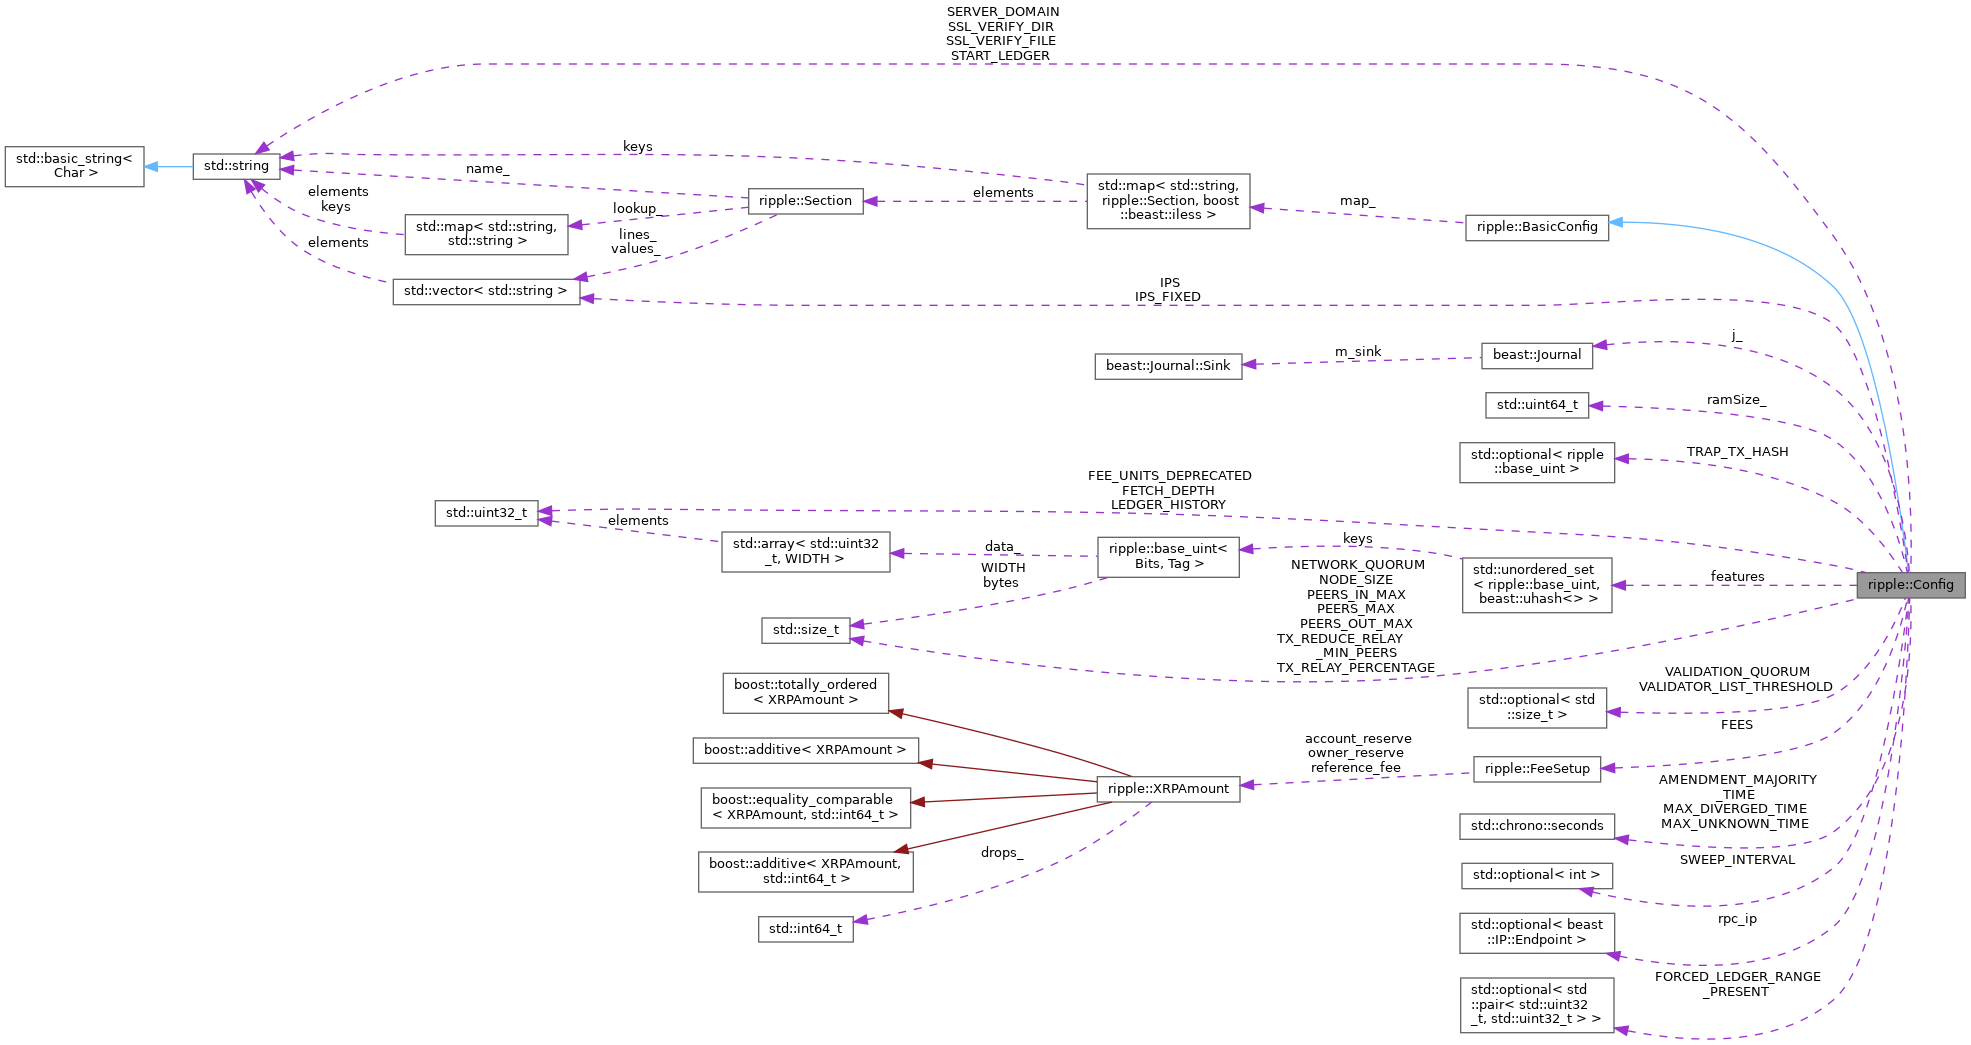 SERVER_DOMAIN
SSL_VERIFY_DIR
SSL_VERIFY_FILE
START_LEDGER
std::basic_string<
Char >
std::string
keys
name_
elements
keys
elements
std::map< std::string,
std::string >
std::vector< std::string >
lookup_
lines_
values_
ripple::Section
elements
std::map< std::string,
ripple::Section, boost
::beast::iless >
map_
ripple::BasicConfig
IPS
IPS_FIXED
j_
beast::Journal::Sink
m_sink
beast::Journal
std::uint64_t
ramSize_
std::optional< ripple
::base_uint >
TRAP_TX_HASH
FEE_UNITS_DEPRECATED
FETCH_DEPTH
LEDGER_HISTORY
std::uint32_t
elements
std::array< std::uint32
_t, WIDTH >
data_
WIDTH
bytes
ripple::base_uint<
Bits, Tag >
keys
std::unordered_set
< ripple::base_uint,
beast::uhash<> >
features
ripple::Config
std::size_t
NETWORK_QUORUM
NODE_SIZE
PEERS_IN_MAX
PEERS_MAX
PEERS_OUT_MAX
TX_REDUCE_RELAY
_MIN_PEERS
TX_RELAY_PERCENTAGE
VALIDATION_QUORUM
VALIDATOR_LIST_THRESHOLD
std::optional< std
::size_t >
FEES
boost::totally_ordered
< XRPAmount >
boost::additive< XRPAmount >
boost::equality_comparable
< XRPAmount, std::int64_t >
boost::additive< XRPAmount,
std::int64_t >
std::int64_t
drops_
ripple::XRPAmount
account_reserve
owner_reserve
reference_fee
ripple::FeeSetup
AMENDMENT_MAJORITY
_TIME
MAX_DIVERGED_TIME
MAX_UNKNOWN_TIME
std::chrono::seconds
SWEEP_INTERVAL
std::optional< int >
rpc_ip
std::optional< beast
::IP::Endpoint >
FORCED_LEDGER_RANGE
_PRESENT
std::optional< std
::pair< std::uint32
_t, std::uint32_t > >